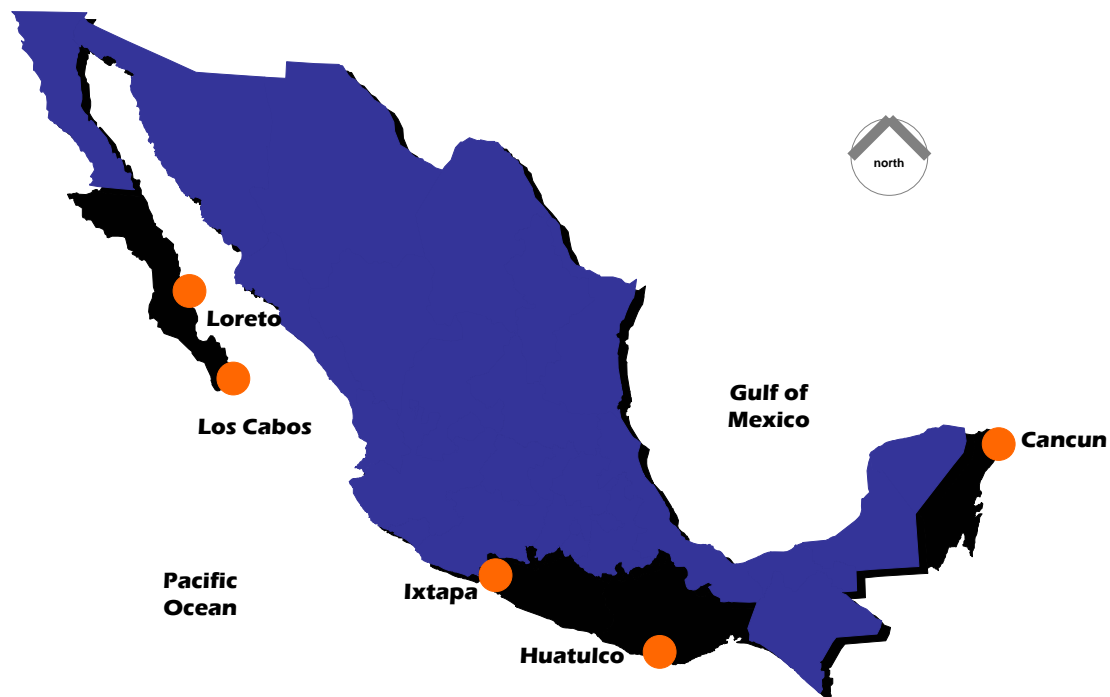 north
Loreto
Los Cabos
Gulf of
Mexico
Cancun
Pacific
Ocean
Ixtapa
Huatulco